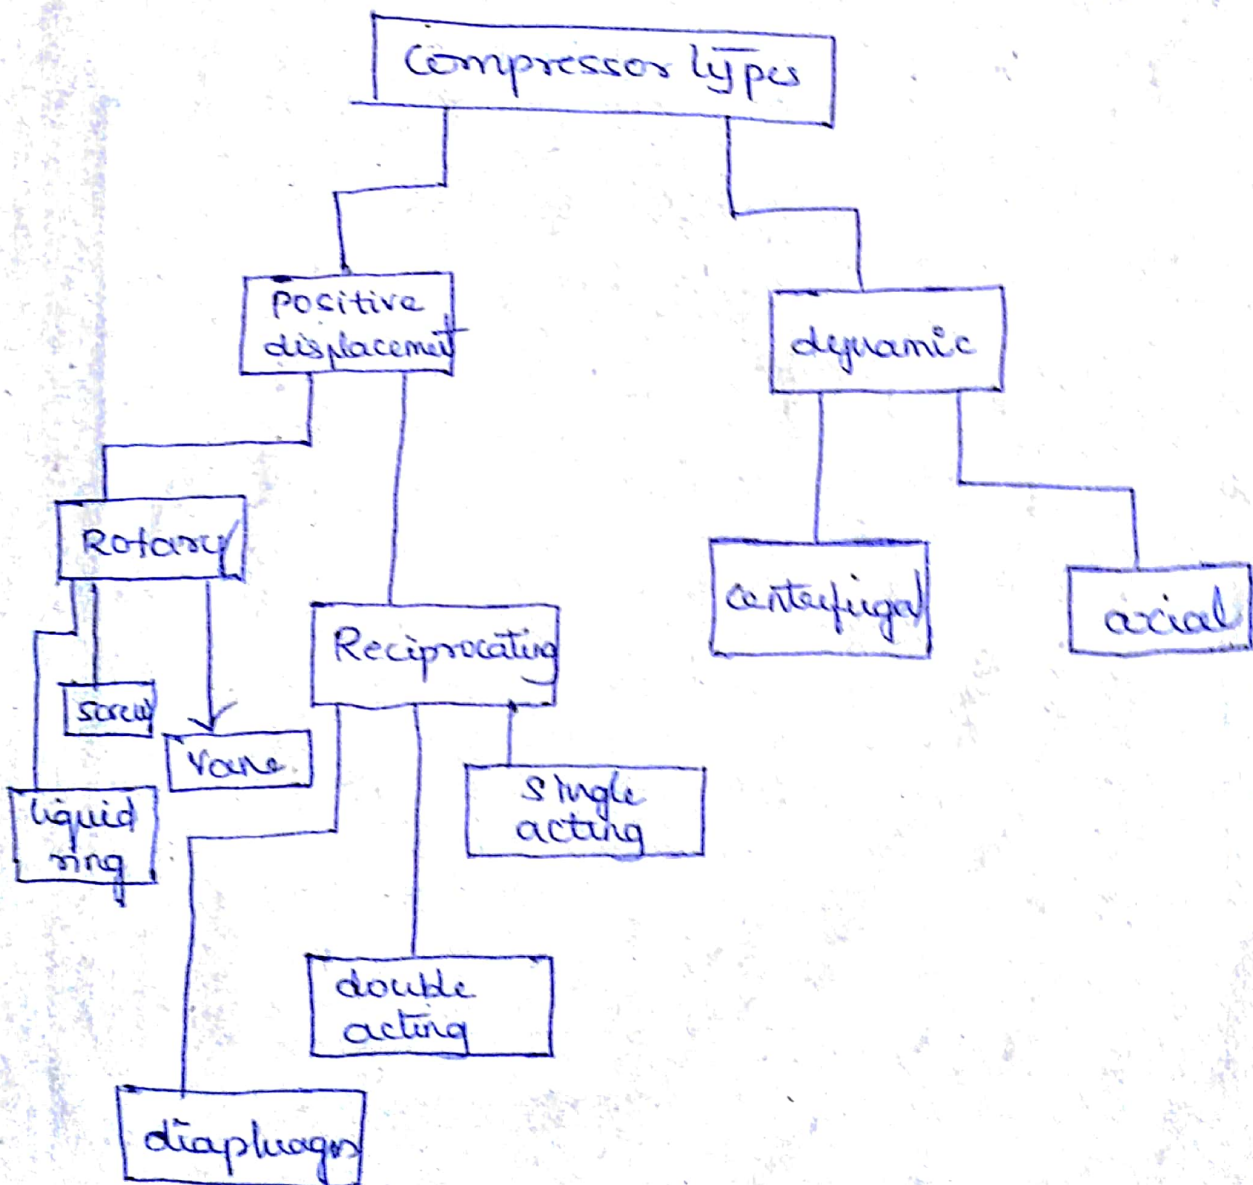 Compressor types
positive
displacement
dynamic
Rotary
Reciprocating
centrifugal
axial
screw
vane
liquid
ring
single
acting
double
acting
diaphragm